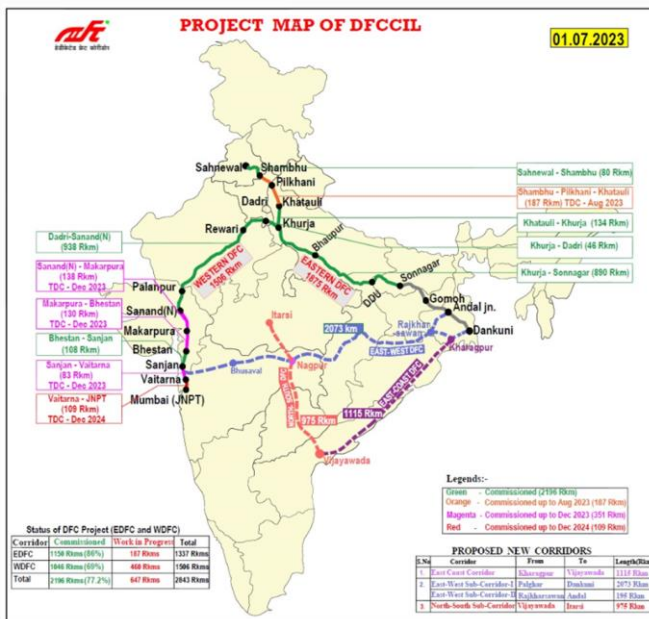 PROJECT MAP OF DFCCIL
01.07.2023
डेडीकेटेड फ्रेट कोरीडोर
Sahnewal
Shambhu
Pilkhani
Dadri
Khatauli
Rewari
Khurja
Bhaupur
WESTERN DFC
1506 Rkm
EASTERN DFC
1875 Rkm
Sonnagar
DDU
Palanpur
Gomoh
Andal jn.
Sanand(N)
Itarsi
2073 km
Rajkhar
sawan
Dankuni
Makarpura
EAST-WEST DFC
Kharagpur
Bhestan
Bhusaval
Nagpur
Sanjan
Vaitarna
Mumbai (JNPT)
975 Rkm
1115 Rkm
EAST-COAST DFC
Vijayawada
Dadri-Sanand(N)
(938 Rkm)
Sanand(N) - Makarpura
(138 Rkm)
TDC - Dec 2023
Makarpura - Bhestan
(130 Rkm)
TDC - Dec 2023
Bhestan - Sanjan
(108 Rkm)
Sanjan - Vaitarna
(83 Rkm)
TDC - Dec 2023
Vaitarna - JNPT
(109 Rkm)
TDC - Dec 2024
Sahnewal - Shambhu (80 Rkm)
Shambhu - Pilkhani - Khatauli
(187 Rkm) TDC - Aug 2023
Khatauli - Khurja (134 Rkm)
Khurja - Dadri (46 Rkm)
Khurja - Sonnagar (890 Rkm)
Legends:-
Green - Commissioned (2196 Rkm)
Orange - Commissioned up to Aug 2023 (187 Rkm)
Magenta - Commissioned up to Dec 2023 (351 Rkm)
Red - Commissioned up to Dec 2024 (109 Rkm)
Status of DFC Project (EDFC and WDFC)
Corridor Commissioned Work in Progress Total
EDFC 1150 Rkms (86%) 187 Rkms 1337 Rkms
WDFC 1046 Rkms (69%) 460 Rkms 1506 Rkms
Total 2196 Rkms(77.2%) 647 Rkms 2843 Rkms
PROPOSED NEW CORRIDORS
S.No Corridor From To Length(Rkm
1. East Coast Corridor Kharagpur Vijayawada 1115 Rkm
2. East-West Sub-Corridor-I Palghar Dankuni 2073 Rkm
East-West Sub-Corridor-II Rajkharsawan Andal 195 Rkm
3 North-South Sub-Corridor Vijayawada Itarsi 975 Rkm